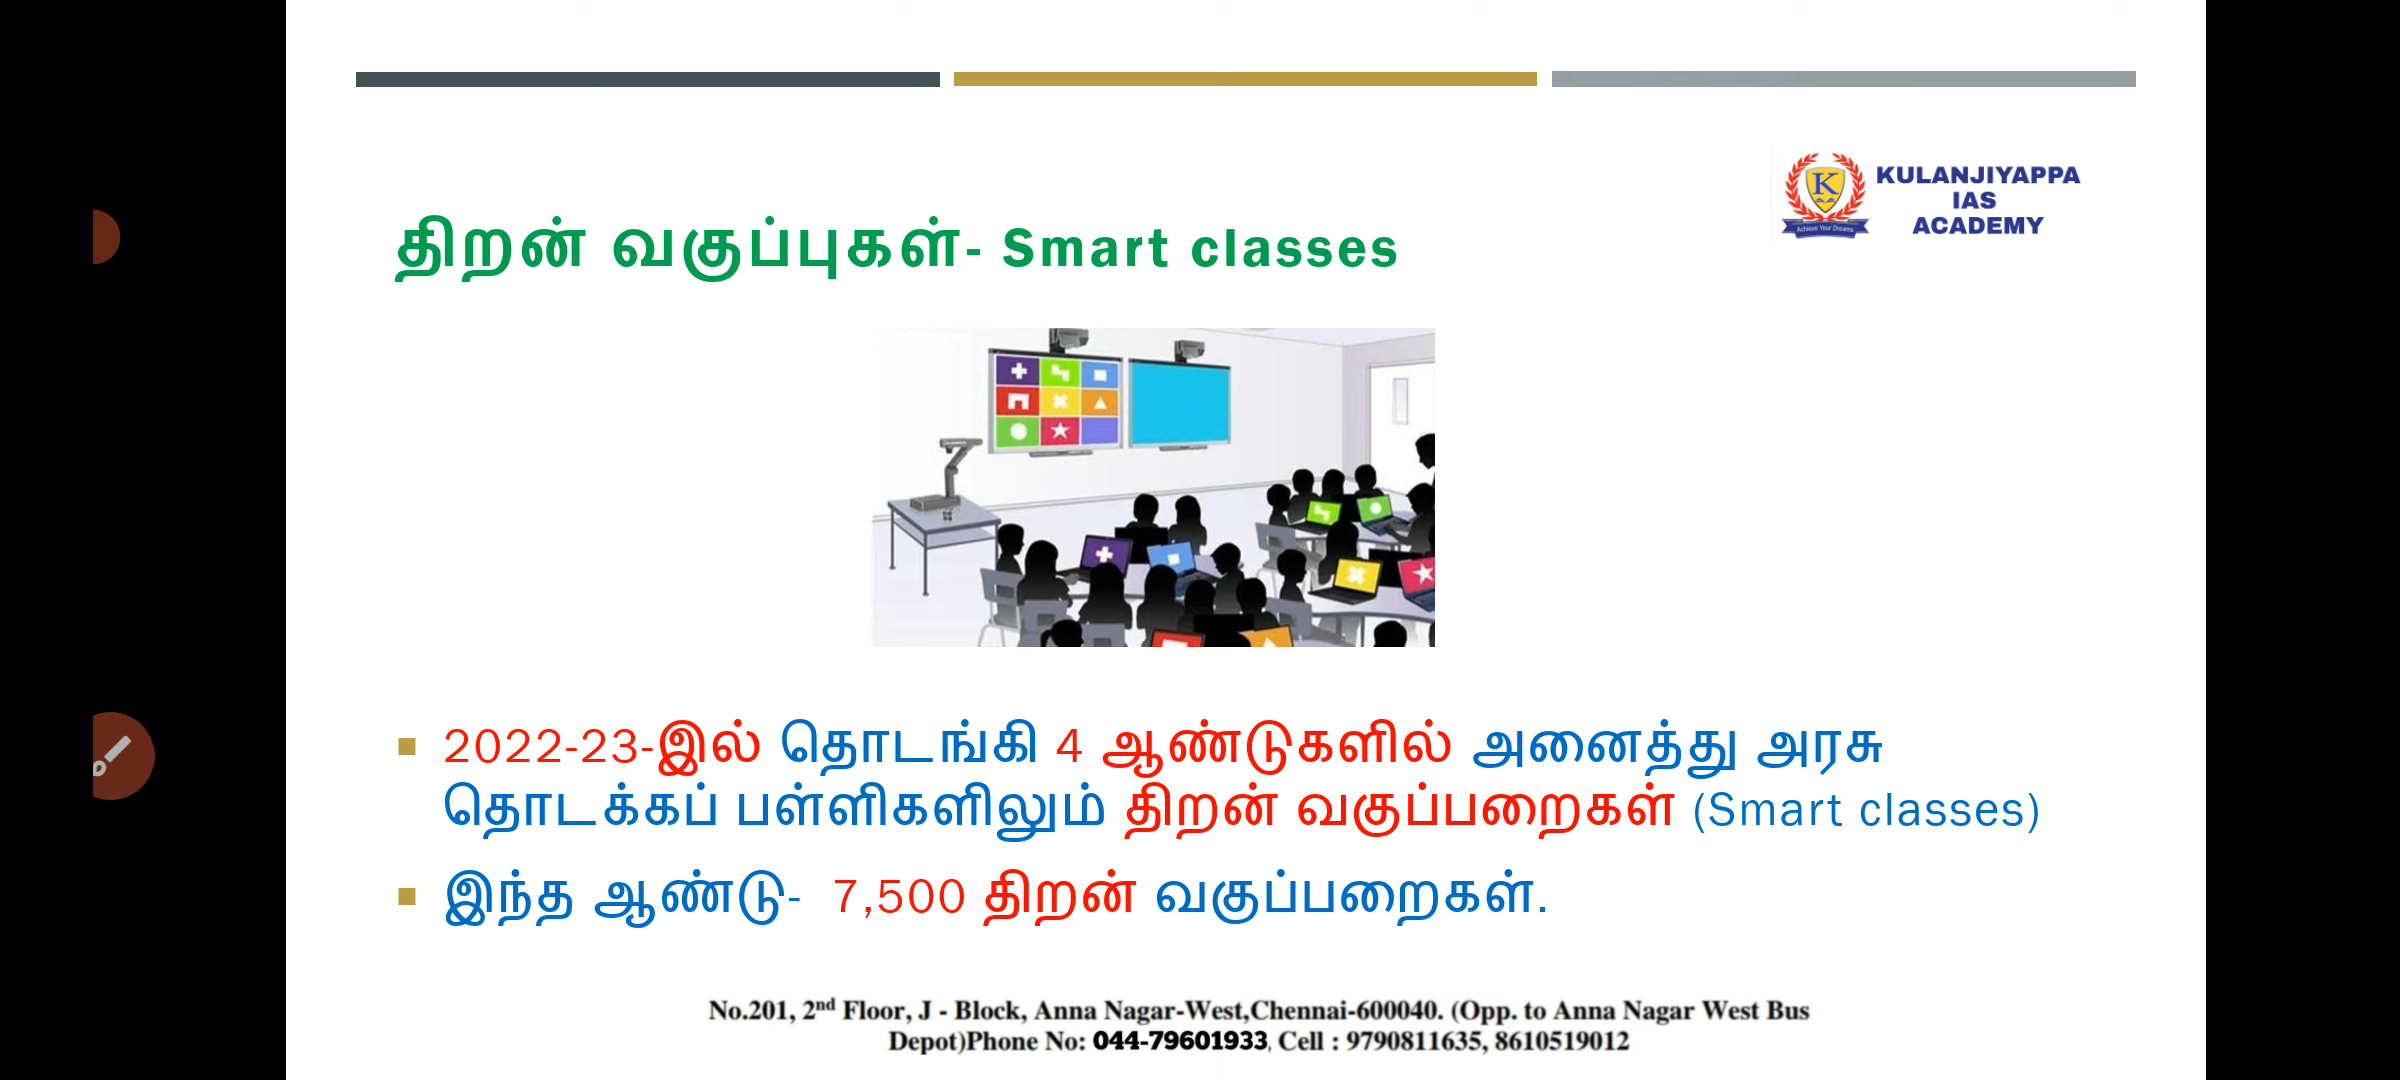 KULANJIYAPPA
IAS
ACADEMY
K
Achieve Your Dreams
திறன் வகுப்புகள்- Smart classes
2022-23-இல் தொடங்கி 4 ஆண்டுகளில் அனைத்து அரசு
தொடக்கப் பள்ளிகளிலும் திறன் வகுப்பறைகள் (Smart classes)
இந்த ஆண்டு- 7,500 திறன் வகுப்பறைகள்.
No.201, 2nd Floor, J - Block, Anna Nagar-West,Chennai-600040. (Opp. to Anna Nagar West Bus
Depot)Phone No: 044-79601933, Cell : 9790811635, 8610519012